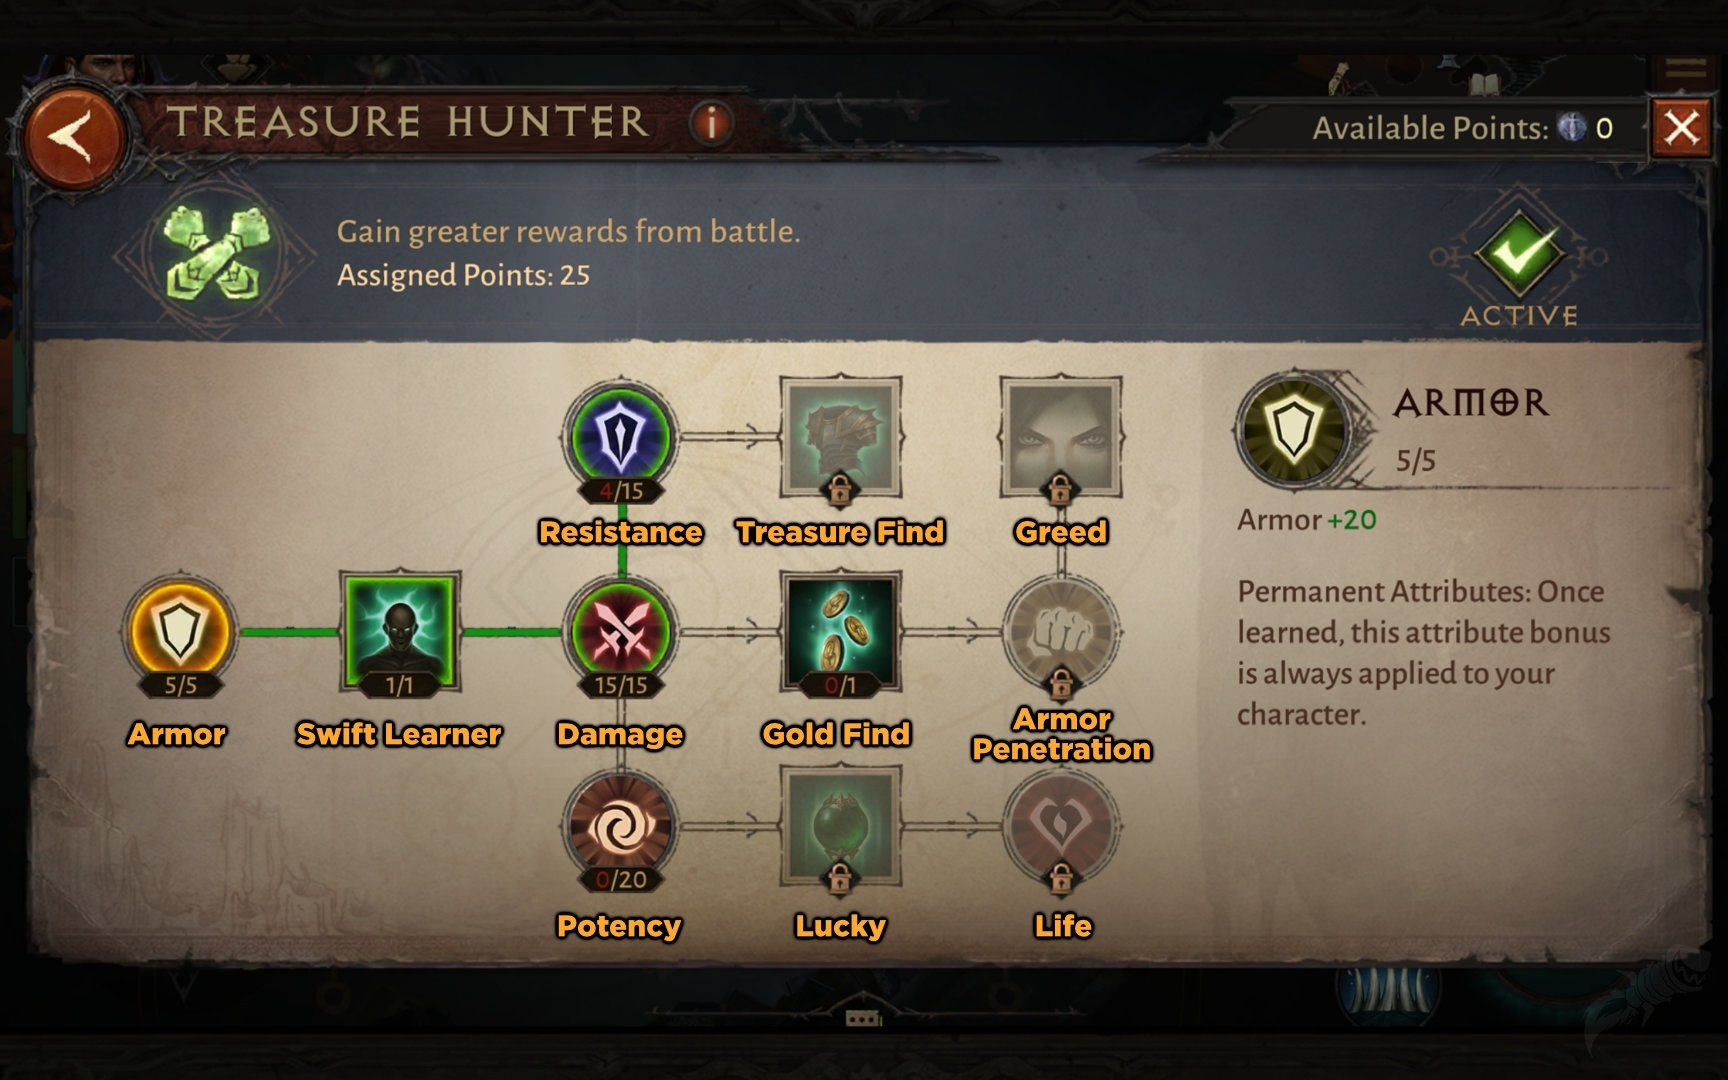 TREASURE HUNTER
i
Available Points: 0
Gain greater rewards from battle.
Assigned Points: 25
ACTIVE
ARMOR
5/5
4/15
Resistance
Treasure Find
Greed
Armor +20
Permanent Attributes: Once
learned, this attribute bonus
is always applied to your
character.
5/5
1/1
15/15
0/1
Armor
Swift Learner
Damage
Gold Find
Armor
Penetration
0/20
Potency
Lucky
Life